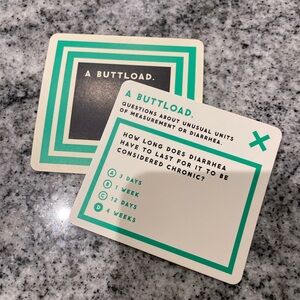 A BUTTLOAD.
A BUTTLOAD.
QUESTIONS ABOUT UNUSUAL UNITS
OF MEASUREMENT OR DIARRHEA.
HOW LONG DOES DIARRHEA
HAVE TO LAST FOR IT TO BE
CONSIDERED CHRONIC?
A 3 DAYS
B 1 WEEK
C 12 DAYS
D 4 WEEKS